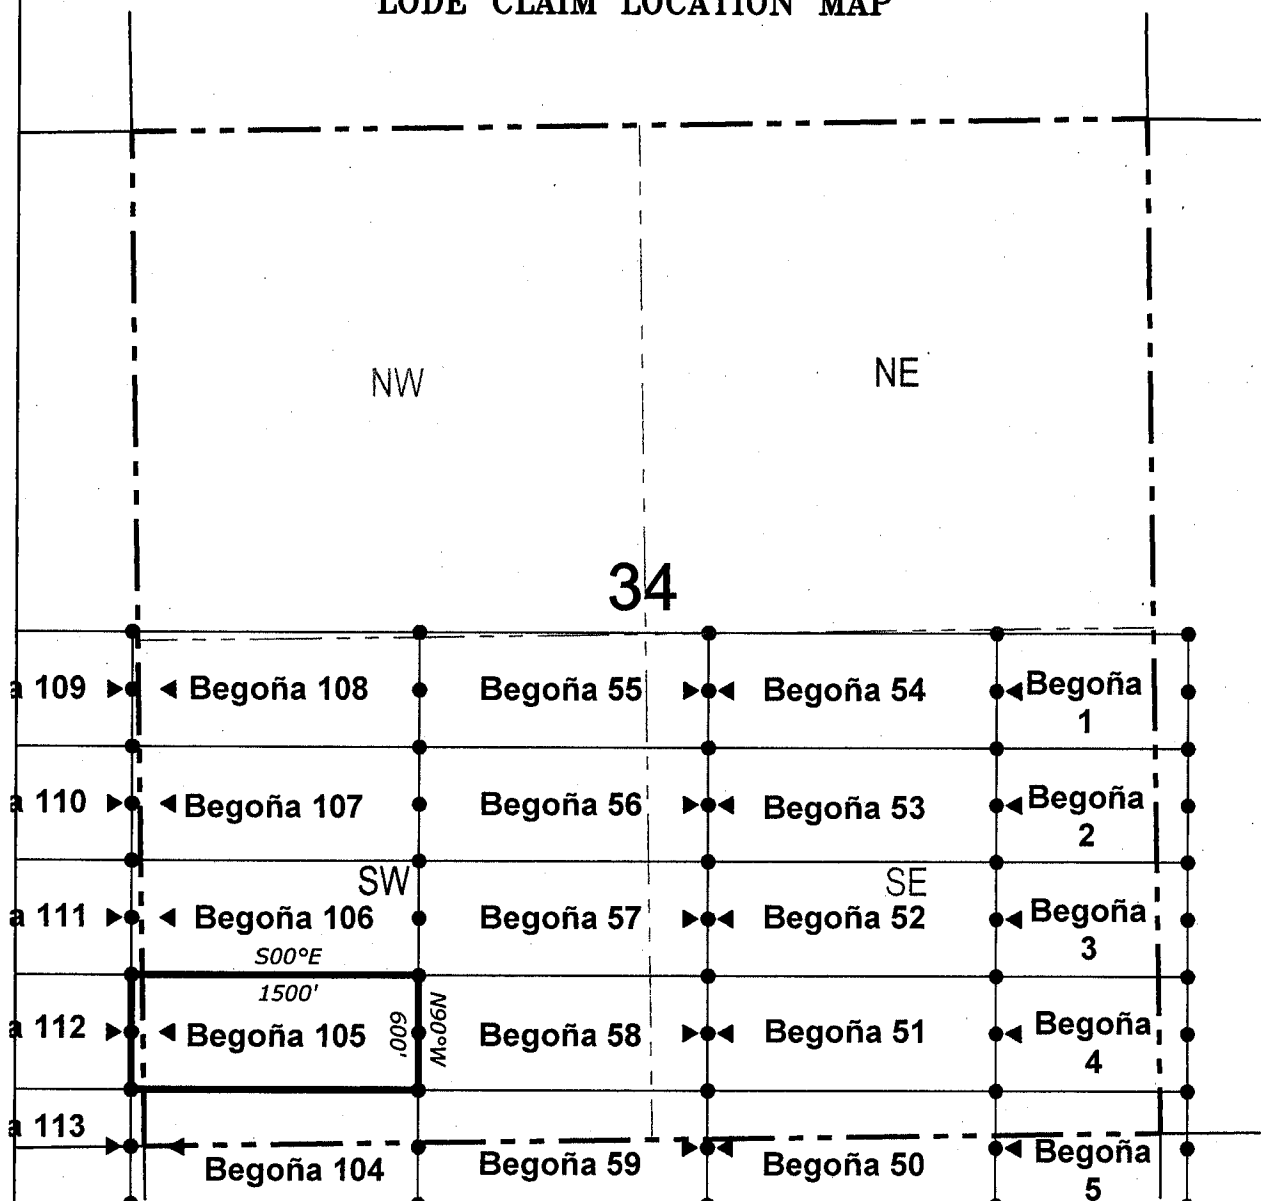 LODE CLAIM LOCATION MAP
NW
NE
34
a 109
Begoña 108
Begoña 55
Begoña 54
Begoña
1
a 110
Begoña 107
Begoña 56
Begoña 53
Begoña
2
SW
SE
a 111
Begoña 106
Begoña 57
Begoña 52
Begoña
3
S00°E
1500'
a 112
Begoña 105
600'
N90°W
Begoña 58
Begoña 51
Begoña
4
a 113
Begoña 104
Begoña 59
Begoña 50
Begoña
5